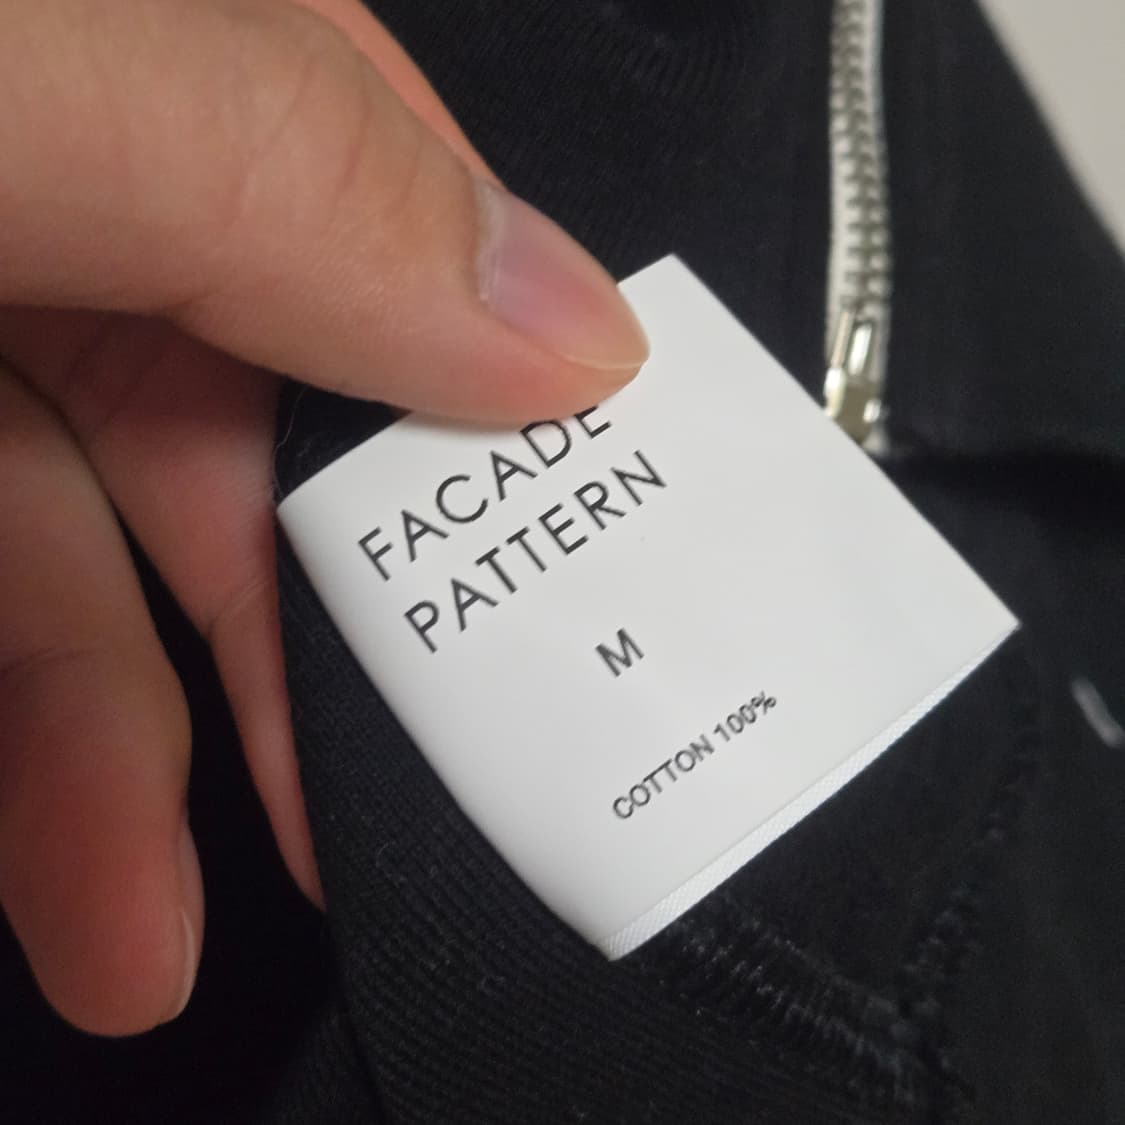 FACADE
PATTERN
M
COTTON 100%